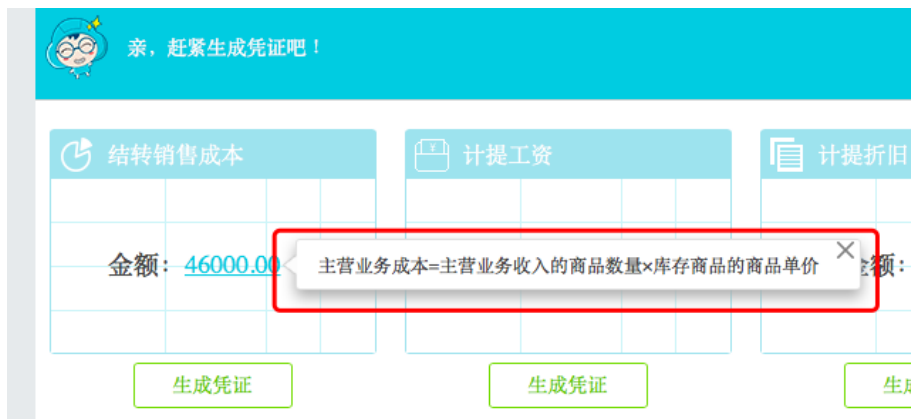 亲，赶紧生成凭证吧！
结转销售成本
计提工资
计提折旧
金额：46000.00
主营业务成本=主营业务收入的商品数量×库存商品的商品单价
额：
生成凭证
生成凭证
生